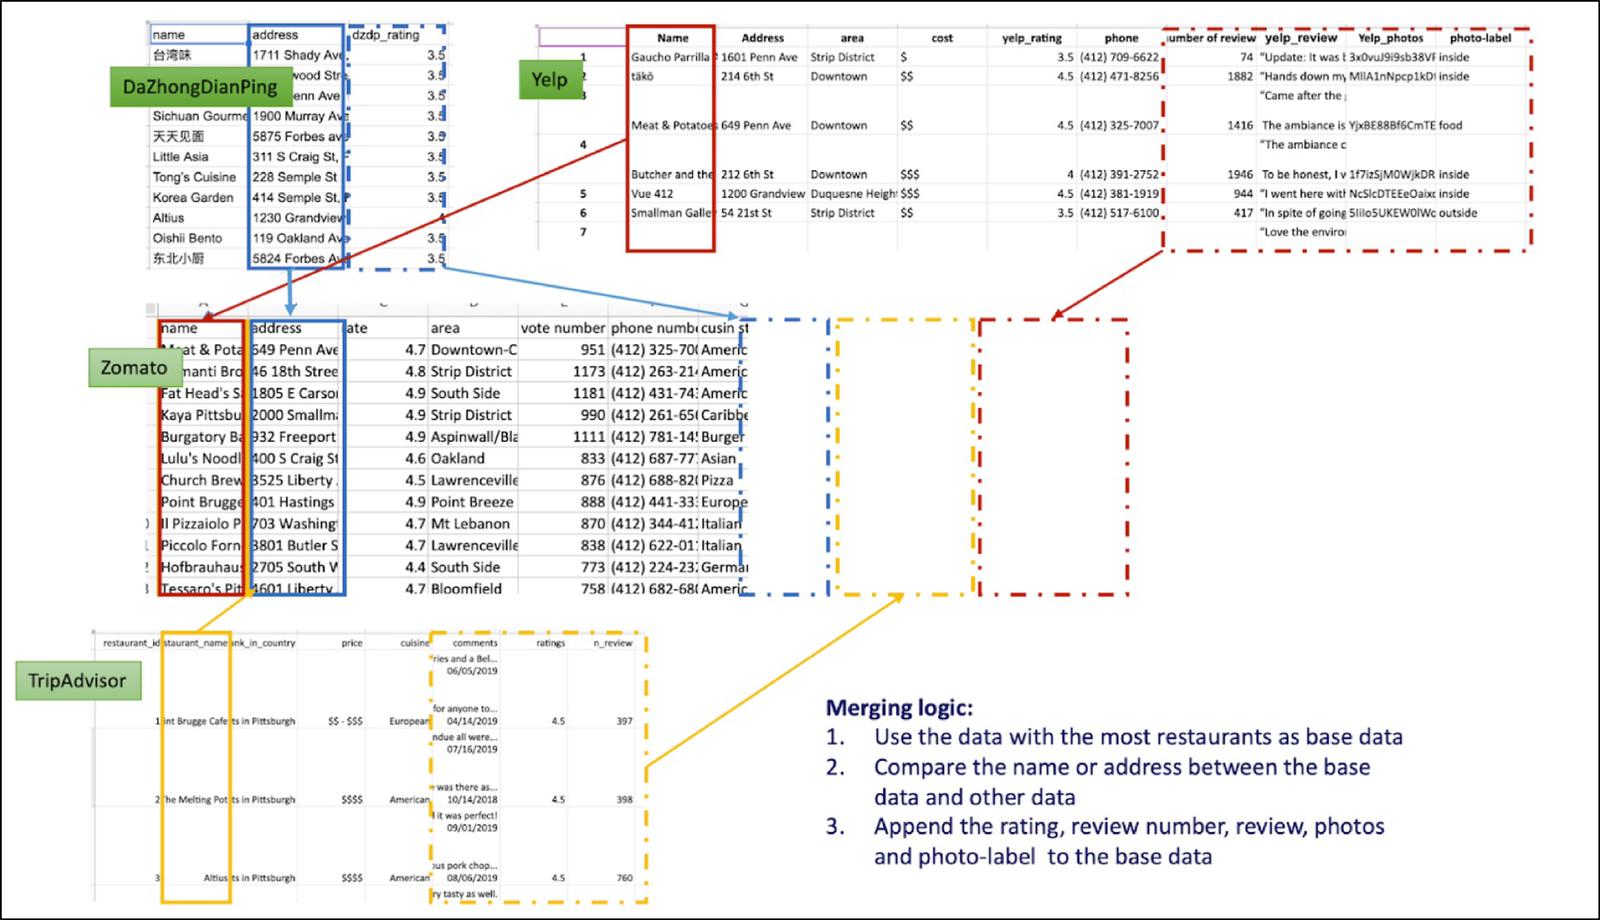 name address dzdp_rating
台湾味 1711 Shady Ave 3.5
DaZhongDianPing
wood Stre 3.5
enn Ave 3.5
Sichuan Gourme 1900 Murray Ave 3.5
天天见面 5875 Forbes ave 3.5
Little Asia 311 S Craig St, 3.5
Tong's Cuisine 228 Semple St 3.5
Korea Garden 414 Semple St, 3.5
Altius 1230 Grandview 4
Oishii Bento 119 Oakland Ave 3.5
东北小厨 5824 Forbes Ave 3.5
Yelp
Name Address area cost yelp_rating phone umber of review yelp_review Yelp_photos photo-label
1 Gaucho Parrilla 1601 Penn Ave Strip District $ 3.5 (412) 709-6622 74 "Update: It was 3x0vuJ9i9sb38VF inside
2 täkō 214 6th St Downtown $$ 4.5 (412) 471-8256 1882 "Hands down my MllA1nNpcp1kDI inside
3 "Came after the
Meat & Potatoes 649 Penn Ave Downtown $$ 4.5 (412) 325-7007 1416 The ambiance is YjxBE88Bf6CmTE food
4 "The ambiance c
Butcher and the 212 6th St Downtown $$$ 4 (412) 391-2752 1946 To be honest, I v 1f7izSjM0WjkDR inside
5 Vue 412 1200 Grandview Duquesne Heigh $$$ 4.5 (412) 381-1919 944 "I went here with NcSlcDTEEeOaixc inside
6 Smallman Galle 54 21st St Strip District $$ 3.5 (412) 517-6100 417 "In spite of going 5Iilo5UKEW0lWc outside
7 "Love the enviro
Zomato
name address rate area vote number phone numb cusin st
Meat & Pota 649 Penn Ave 4.7 Downtown-C 951 (412) 325-70 Americ
manti Bro 46 18th Stree 4.8 Strip District 1173 (412) 263-21 Americ
Fat Head's S 1805 E Carso 4.9 South Side 1181 (412) 431-74 Americ
Kaya Pittsbu 2000 Smallm 4.9 Strip District 990 (412) 261-65 Caribbe
Burgatory Ba 932 Freeport 4.9 Aspinwall/Bla 1111 (412) 781-14 Burger
Lulu's Noodl 400 S Craig St 4.6 Oakland 833 (412) 687-77 Asian
Church Brew 3525 Liberty 4.5 Lawrenceville 876 (412) 688-82 Pizza
Point Brugge 401 Hastings 4.9 Point Breeze 888 (412) 441-33 Europe
Il Pizzaiolo P 703 Washing 4.7 Mt Lebanon 870 (412) 344-41 Italian
Piccolo Forn 3801 Butler S 4.7 Lawrenceville 838 (412) 622-01 Italian
Hofbrauhaus 2705 South W 4.4 South Side 773 (412) 224-23 Germa
Tessaro's Pit 4601 Liberty 4.7 Bloomfield 758 (412) 682-68 Americ
TripAdvisor
restaurant_id staurant_name ank_in_country price cuisine comments ratings n_review
ries and a Bel...
06/05/2019
for anyone to...
1 int Brugge Cafe ts in Pittsburgh $$ - $$$ European 04/14/2019 4.5 397
ndue all were...
07/16/2019
was there as...
2 The Melting Pot ts in Pittsburgh $$$$ American 10/14/2018 4.5 398
l it was perfect!
09/01/2019
ous pork chop...
3 Altius ts in Pittsburgh $$$$ American 08/06/2019 4.5 760
ry tasty as well.
Merging logic:
1. Use the data with the most restaurants as base data
2. Compare the name or address between the base
data and other data
3. Append the rating, review number, review, photos
and photo-label to the base data